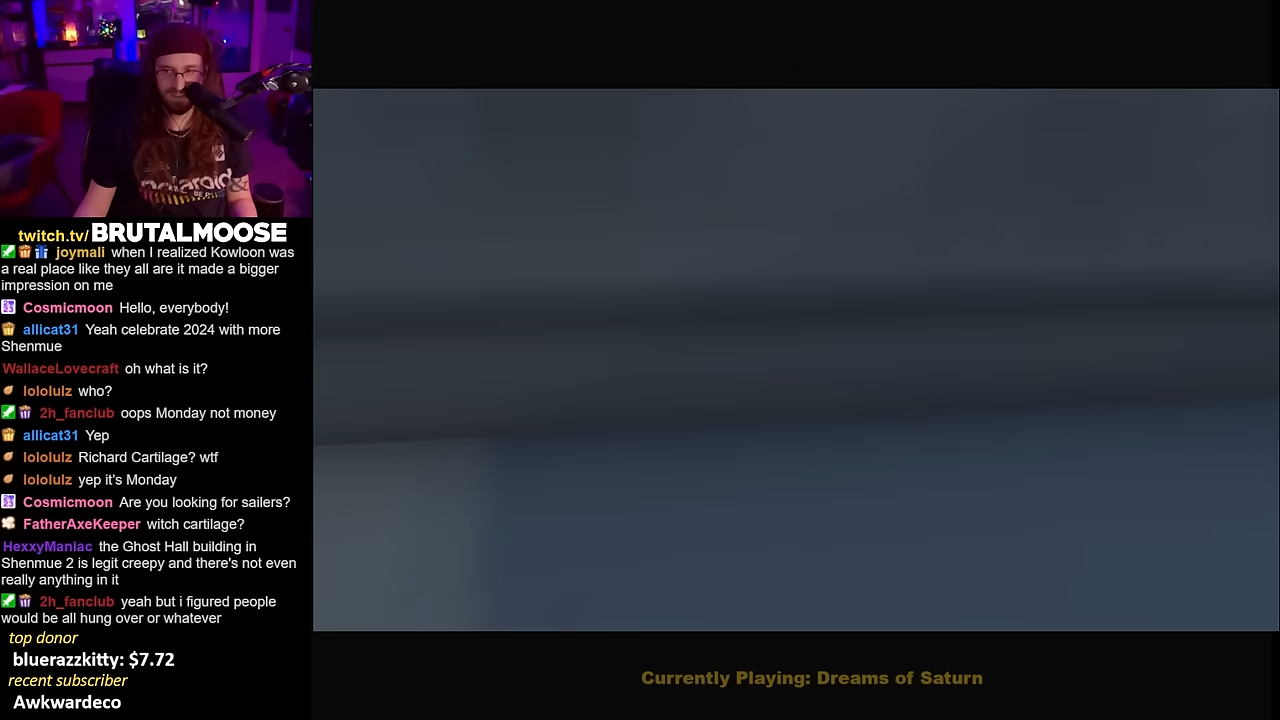 twitch.tv/BRUTALMOOSE
joymali when I realized Kowloon was
a real place like they all are it made a bigger
impression on me
Cosmicmoon Hello, everybody!
allicat31 Yeah celebrate 2024 with more
Shenmue
WallaceLovecraft oh what is it?
lololulz who?
2h_fanclub oops Monday not money
allicat31 Yep
lololulz Richard Cartilage? wtf
lololulz yep it's Monday
Cosmicmoon Are you looking for sailers?
FatherAxeKeeper witch cartilage?
HexxyManiac the Ghost Hall building in
Shenmue 2 is legit creepy and there's not even
really anything in it
2h_fanclub yeah but i figured people
would be all hung over or whatever
top donor
bluerazzkitty: $7.72
recent subscriber
Awkwardeco
Currently Playing: Dreams of Saturn